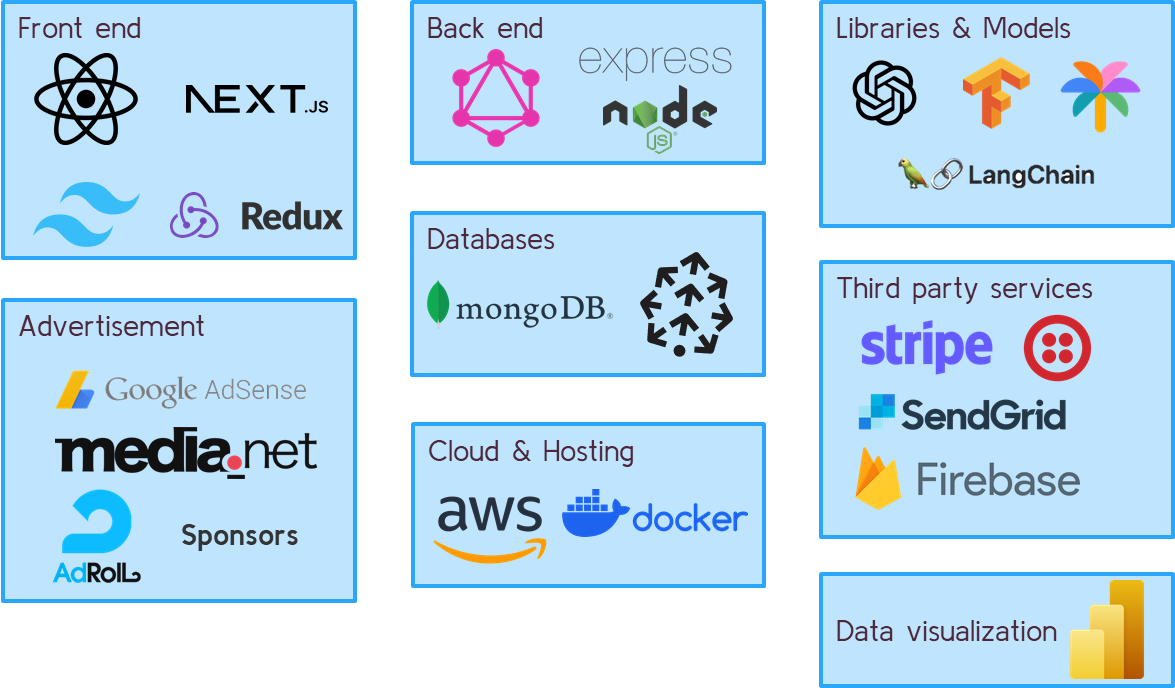 Front end
NEXT.JS
Redux
Advertisement
Google AdSense
media.net
AdRoll
Sponsors
Back end
express
node
JS
Databases
mongoDB®
Cloud & Hosting
aws
docker
Libraries & Models
LangChain
Third party services
stripe
SendGrid
Firebase
Data visualization